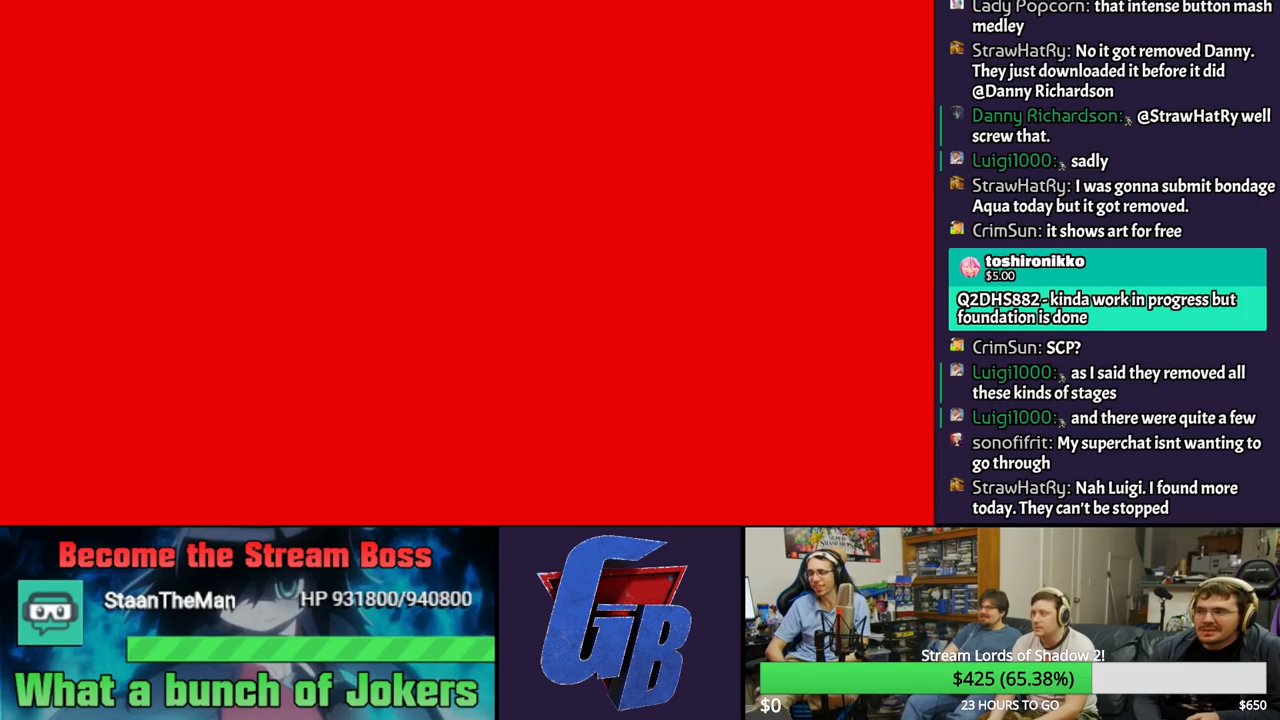 Lady Popcorn: that intense button mash
medley
StrawHatRy: No it got removed Danny.
They just downloaded it before it did
@Danny Richardson
Danny Richardson: @StrawHatRy well
screw that.
Luigi1000: sadly
StrawHatRy: I was gonna submit bondage
Aqua today but it got removed.
CrimSun: it shows art for free
toshironikko
$5.00
Q2DHS882 - kinda work in progress but
foundation is done
CrimSun: SCP?
Luigi1000: as I said they removed all
these kinds of stages
Luigi1000: and there were quite a few
sonofifrit: My superchat isnt wanting to
go through
StrawHatRy: Nah Luigi. I found more
today. They can't be stopped
Become the Stream Boss
StaanTheMan HP 931800/940800
What a bunch of Jokers
GB
Stream Lords of Shadow 2!
$425 (65.38%)
$0 23 HOURS TO GO $650